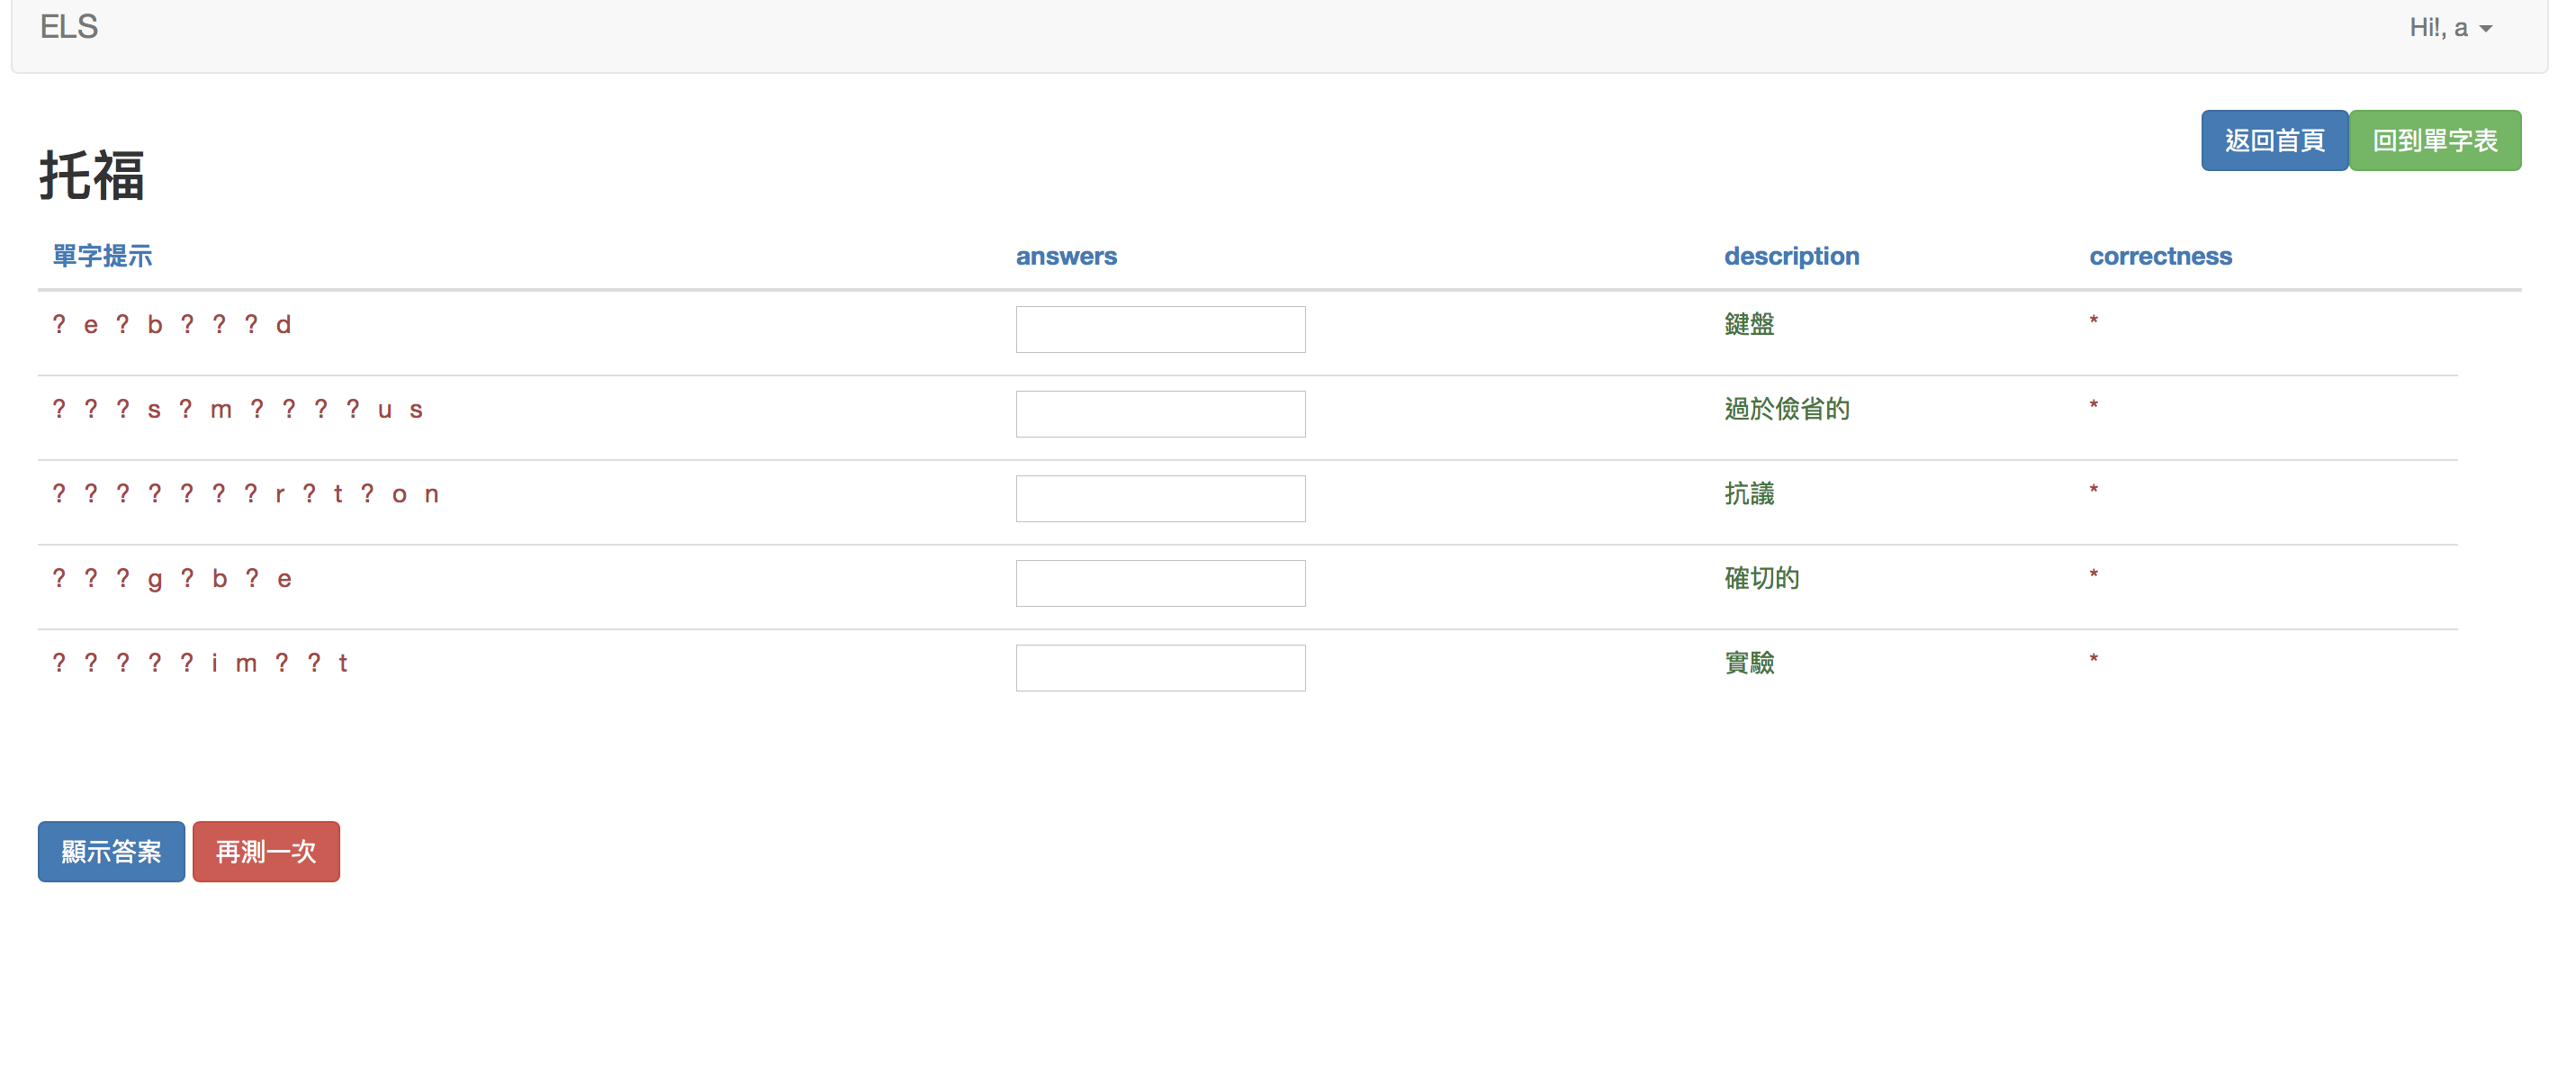 ELS
Hi!, a
返回首頁 回到單字表
托福
單字提示 answers description correctness
? e ? b ? ? ? d 鍵盤 *
? ? ? s ? m ? ? ? ? u s 過於儉省的 *
? ? ? ? ? ? ? r ? t ? o n 抗議 *
? ? ? g ? b ? e 確切的 *
? ? ? ? ? i m ? ? t 實驗 *
顯示答案 再測一次